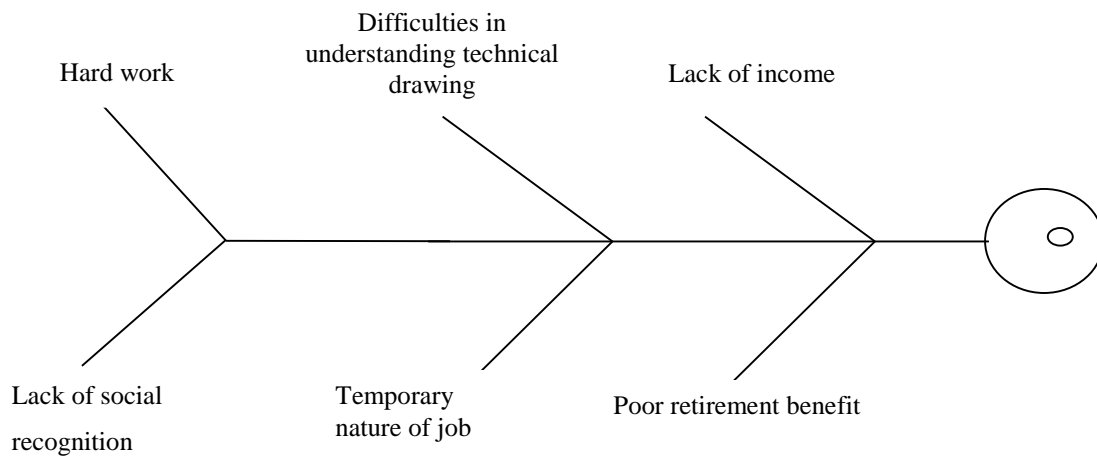 Hard work
Difficulties in
understanding technical
drawing
Lack of income
Lack of social
recognition
Temporary
nature of job
Poor retirement benefit